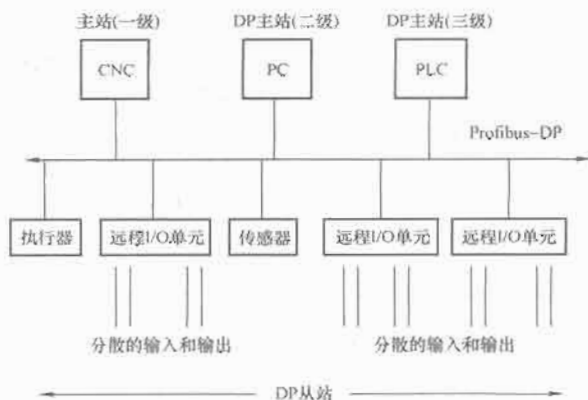 主站(一级) DP主站(二级) DP主站(三级)
CNC PC PLC
Profibus-DP
执行器 远程I/O单元 传感器 远程I/O单元 远程I/O单元
分散的输入和输出 分散的输入和输出
DP从站